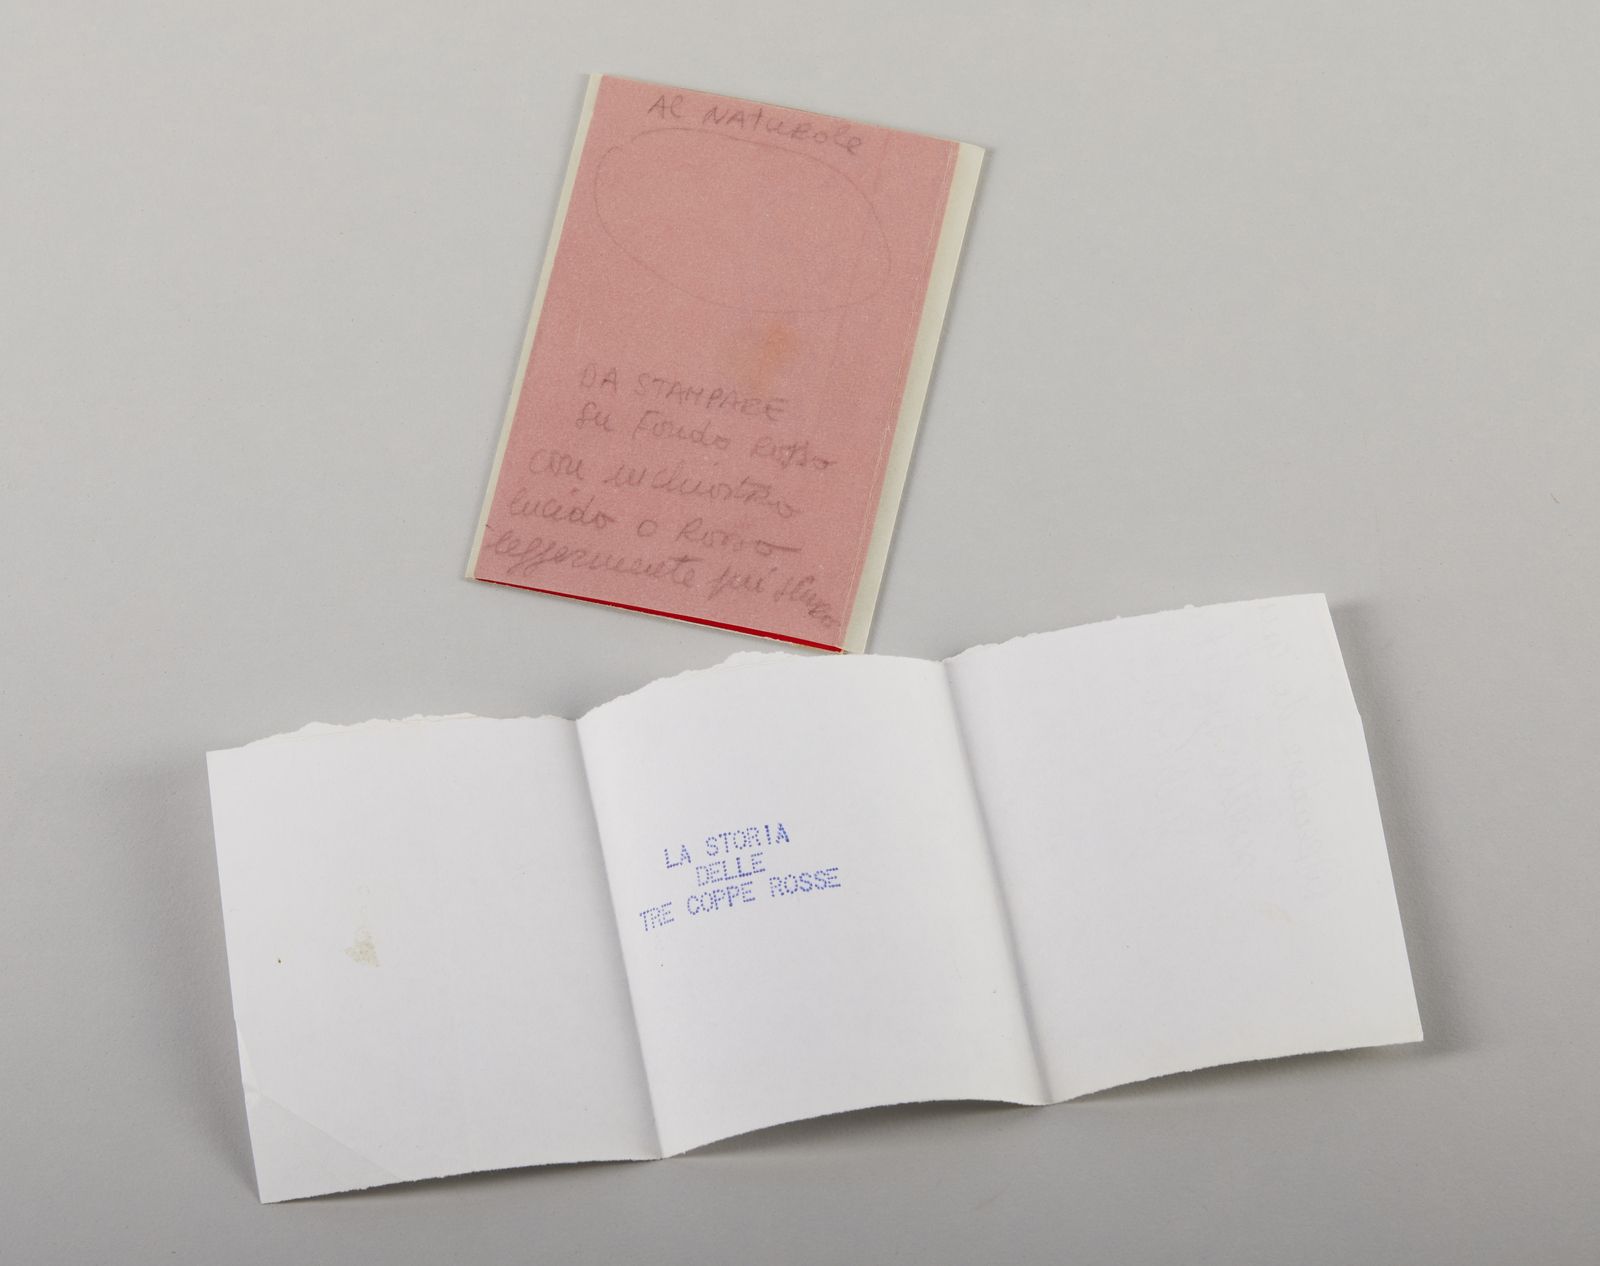 Al NATURAle
DA STAMPARE
Su Fondo Rosso
con inchiostro
lucido o Rosso
leggermente più
LA STORIA
DELLE
TRE COPPE ROSSE